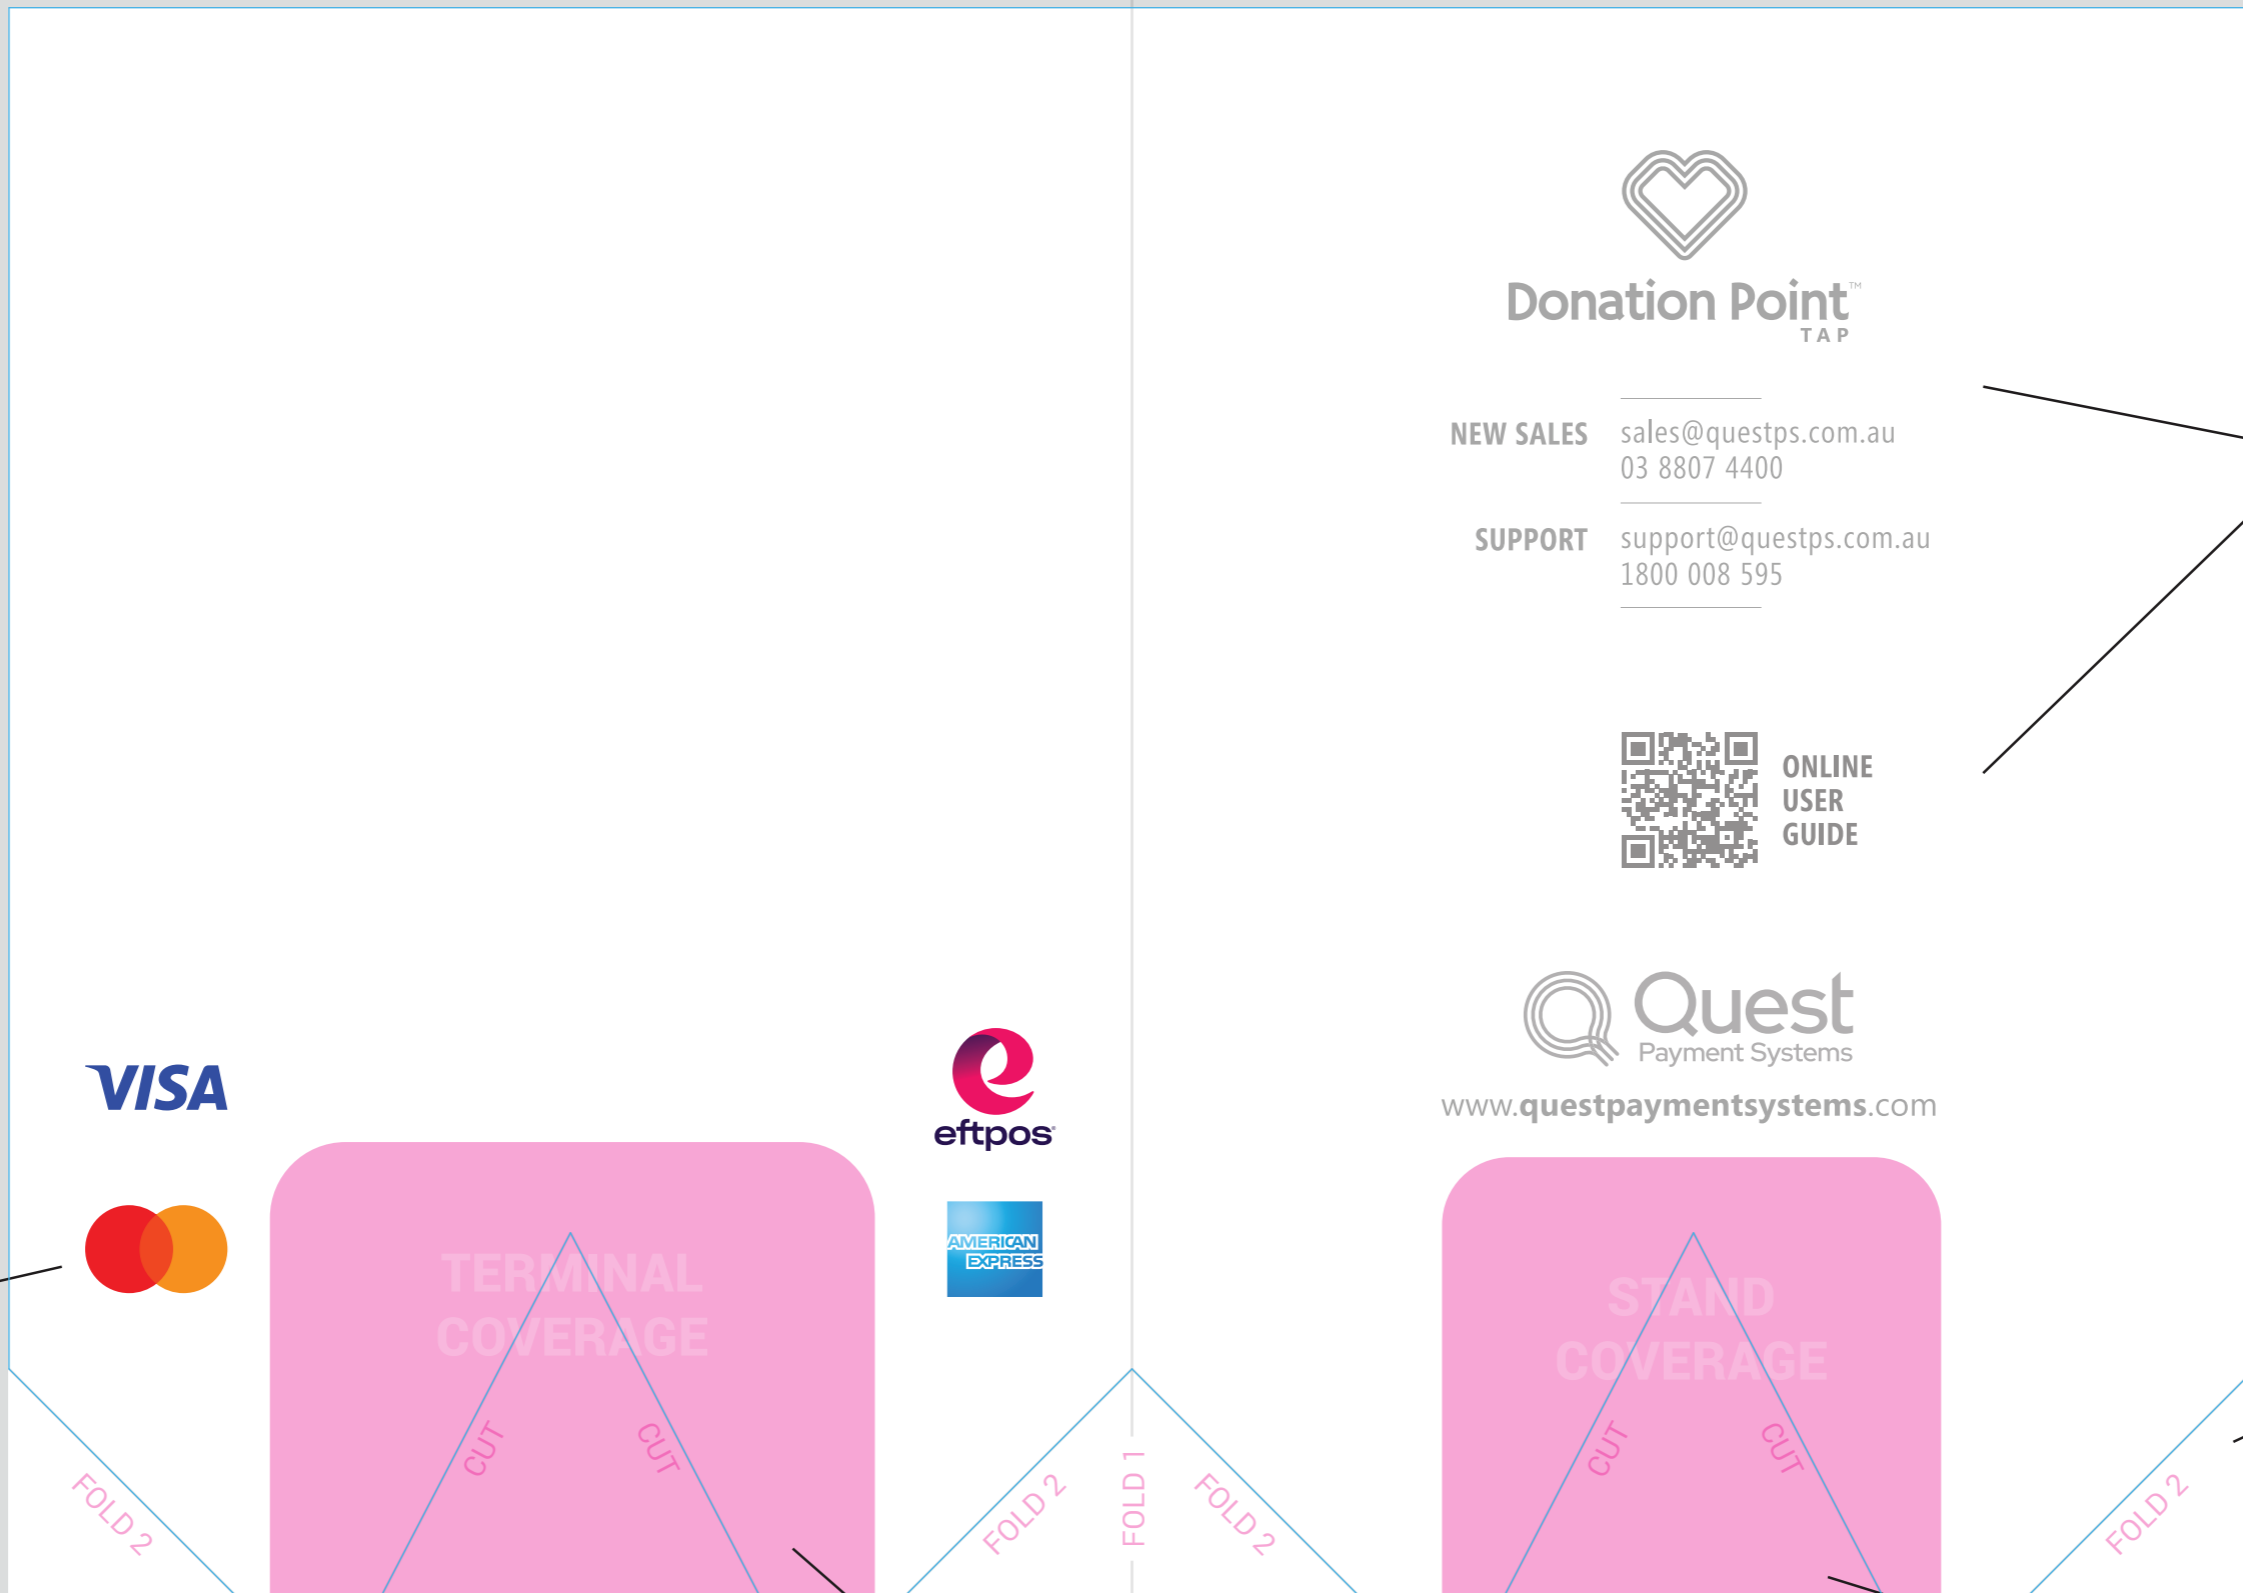 Donation Point™
TAP
NEW SALES
sales@questps.com.au
03 8807 4400
SUPPORT
support@questps.com.au
1800 008 595
ONLINE
USER
GUIDE
Quest
Payment Systems
www.questpaymentsystems.com
VISA
eftpos®
AMERICAN
EXPRESS
TERMINAL
COVERAGE
STAND
COVERAGE
CUT
CUT
CUT
CUT
FOLD 2
FOLD 2
FOLD 1
FOLD 2
FOLD 2